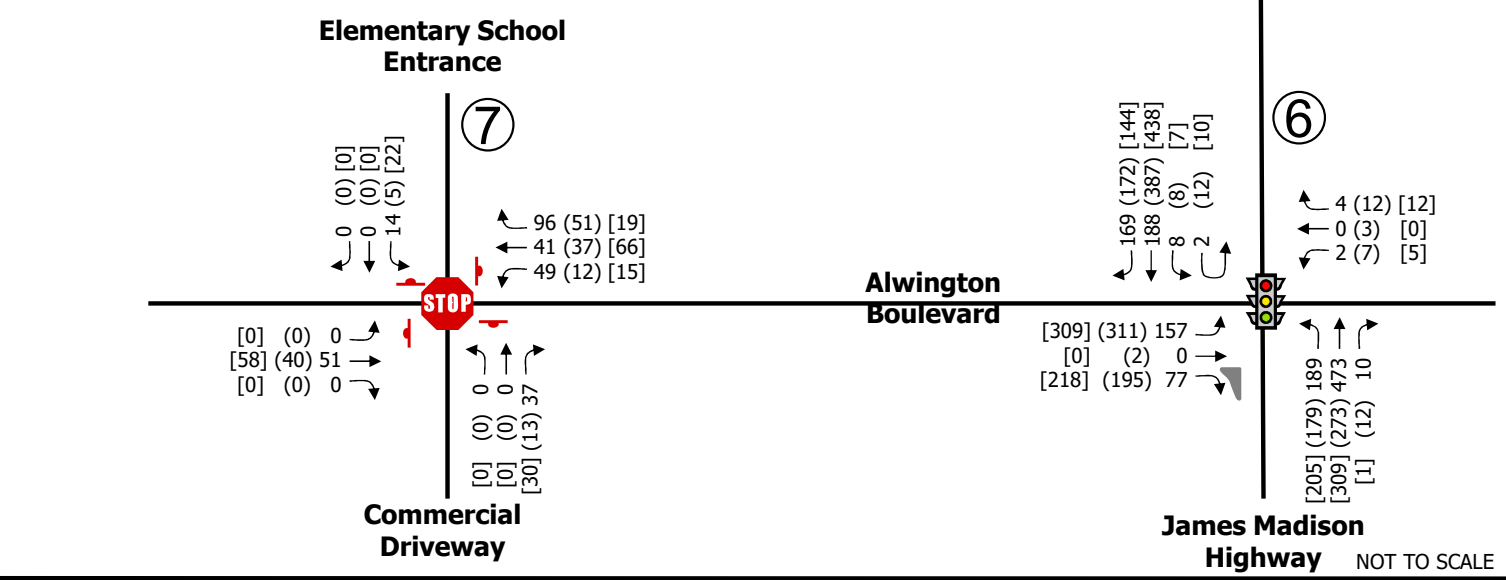 Elementary School
Entrance
7
0 (0) [0]
0 (0) [0]
14 (5) [22]
96 (51) [19]
41 (37) [66]
49 (12) [15]
STOP
[0] (0) 0
[58] (40) 51
[0] (0) 0
[0] (0) 0
[0] (0) 0
[30] (13) 37
Commercial
Driveway
Alwington
Boulevard
6
169 (172) [144]
188 (387) [438]
8 (8) [7]
2 (12) [10]
4 (12) [12]
0 (3) [0]
2 (7) [5]
[309] (311) 157
[0] (2) 0
[218] (195) 77
[205] (179) 189
[309] (273) 473
[1] (12) 10
James Madison
Highway
NOT TO SCALE